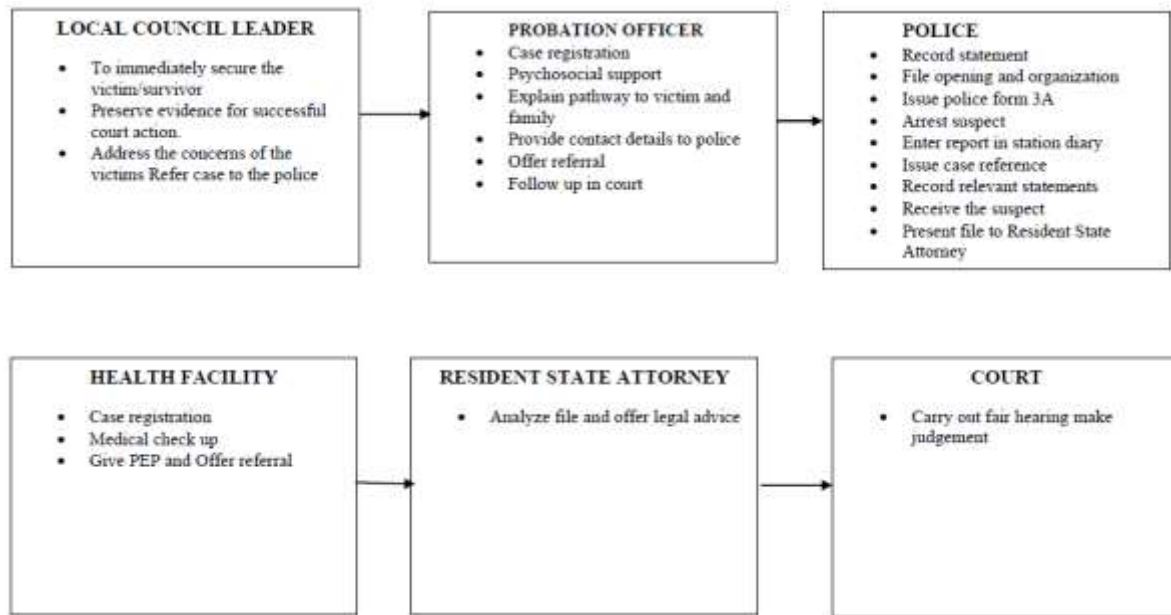 LOCAL COUNCIL LEADER
• To immediately secure the
victim/survivor
• Preserve evidence for successful
court action.
• Address the concerns of the
victims Refer case to the police
PROBATION OFFICER
• Case registration
• Psychosocial support
• Explain pathway to victim and
family
• Provide contact details to police
• Offer referral
• Follow up in court
POLICE
• Record statement
• File opening and organization
• Issue police form 3A
• Arrest suspect
• Enter report in station diary
• Issue case reference
• Record relevant statements
• Receive the suspect
• Present file to Resident State
Attorney
HEALTH FACILITY
• Case registration
• Medical check up
• Give PEP and Offer referral
RESIDENT STATE ATTORNEY
• Analyze file and offer legal advice
COURT
• Carry out fair hearing make
judgement